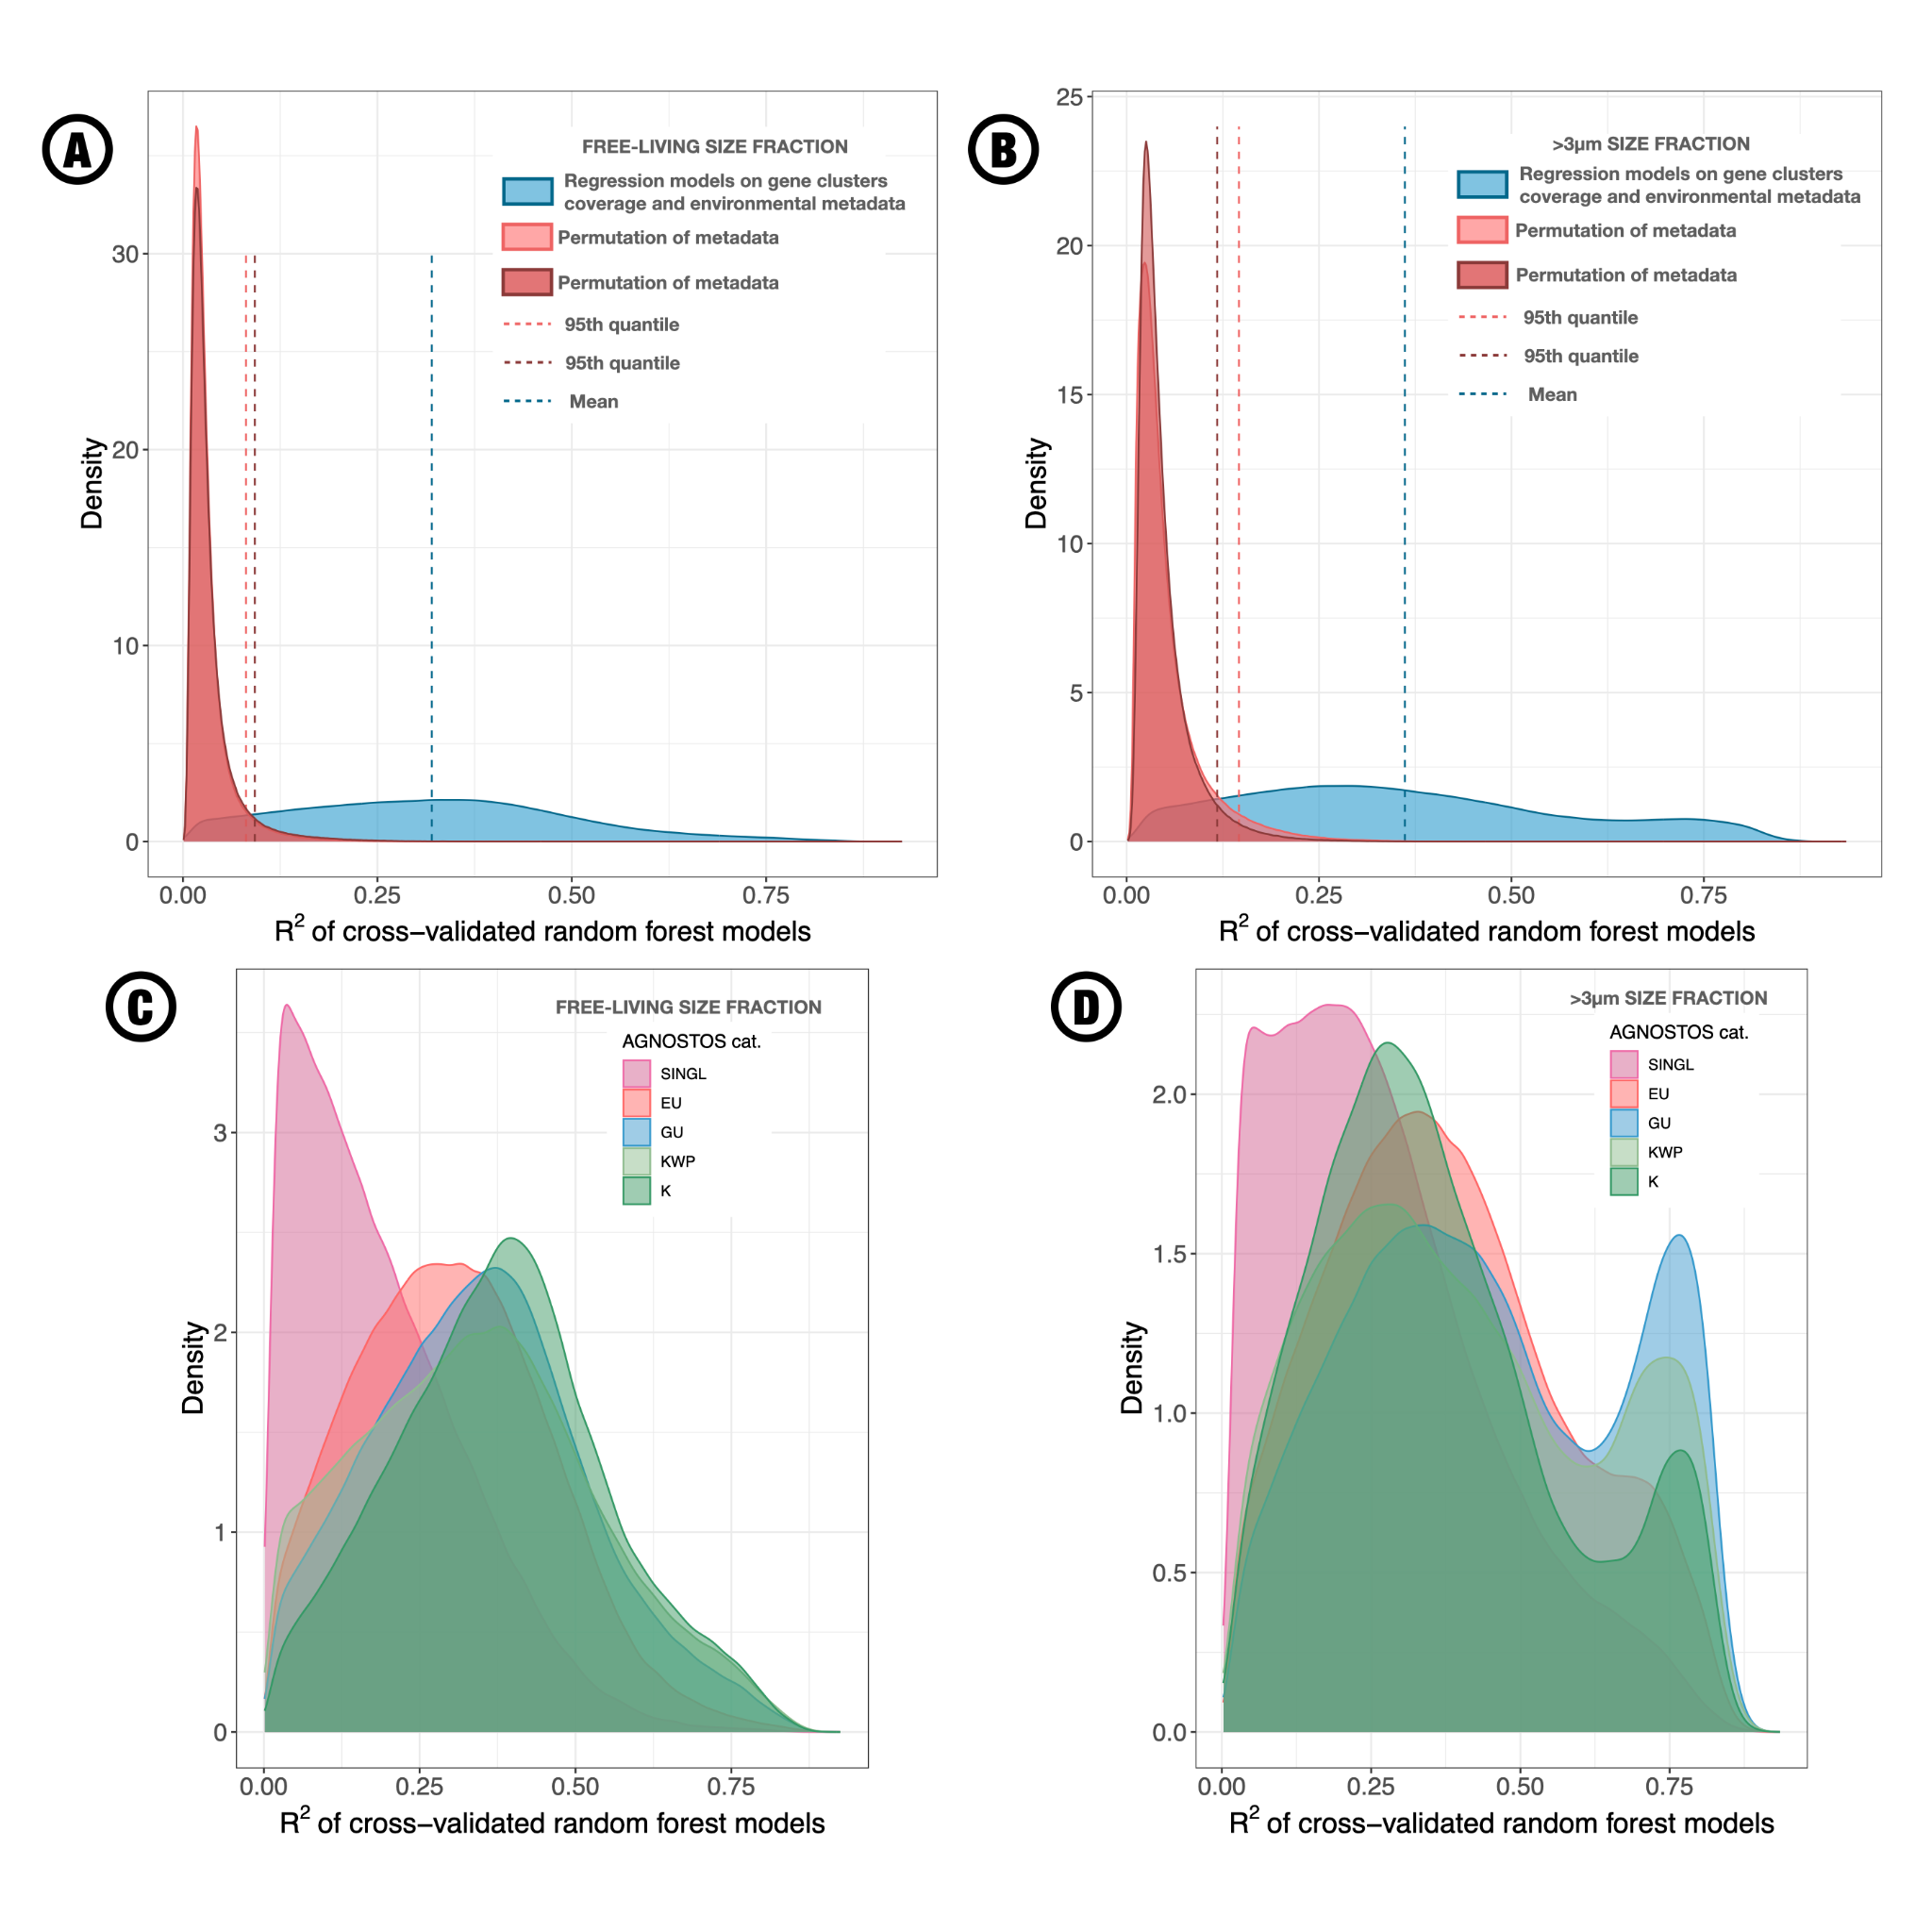 A
FREE-LIVING SIZE FRACTION
Regression models on gene clusters
coverage and environmental metadata
Permutation of metadata
Permutation of metadata
95th quantile
95th quantile
Mean
Density
30
20
10
0
0.00 0.25 0.50 0.75
R² of cross−validated random forest models
B
>3µm SIZE FRACTION
Regression models on gene clusters
coverage and environmental metadata
Permutation of metadata
Permutation of metadata
95th quantile
95th quantile
Mean
Density
25
20
15
10
5
0
0.00 0.25 0.50 0.75
R² of cross−validated random forest models
C
FREE-LIVING SIZE FRACTION
AGNOSTOS cat.
SINGL
EU
GU
KWP
K
Density
3
2
1
0
0.00 0.25 0.50 0.75
R² of cross−validated random forest models
D
>3µm SIZE FRACTION
AGNOSTOS cat.
SINGL
EU
GU
KWP
K
Density
2.0
1.5
1.0
0.5
0.0
0.00 0.25 0.50 0.75
R² of cross−validated random forest models